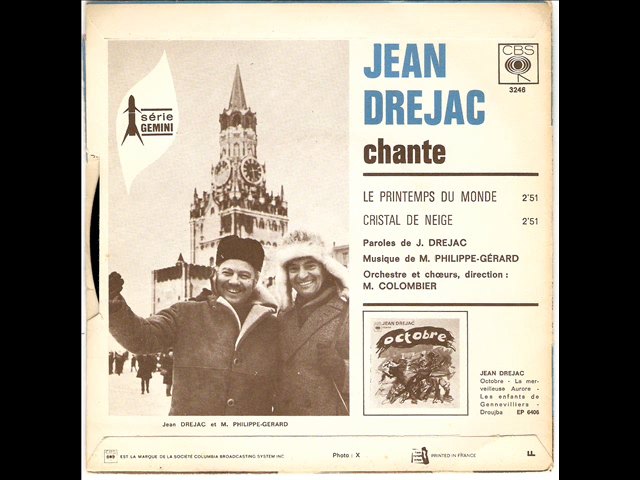 série
GEMINI
JEAN
DREJAC
chante
CBS
3246
LE PRINTEMPS DU MONDE 2'51
CRISTAL DE NEIGE 2'51
Paroles de J. DREJAC
Musique de M. PHILIPPE-GÉRARD
Orchestre et chœurs, direction :
M. COLOMBIER
JEAN DREJAC
octobre
JEAN DREJAC
Octobre - La mer-
veilleuse Aurore -
Les enfants de
Gennevilliers -
Droujba EP 6406
Jean DREJAC et M. PHILIPPE-GERARD
CBS EST LA MARQUE DE LA SOCIÉTÉ COLUMBIA BROADCASTING SYSTEM INC
Photo : X
PRINTED IN FRANCE